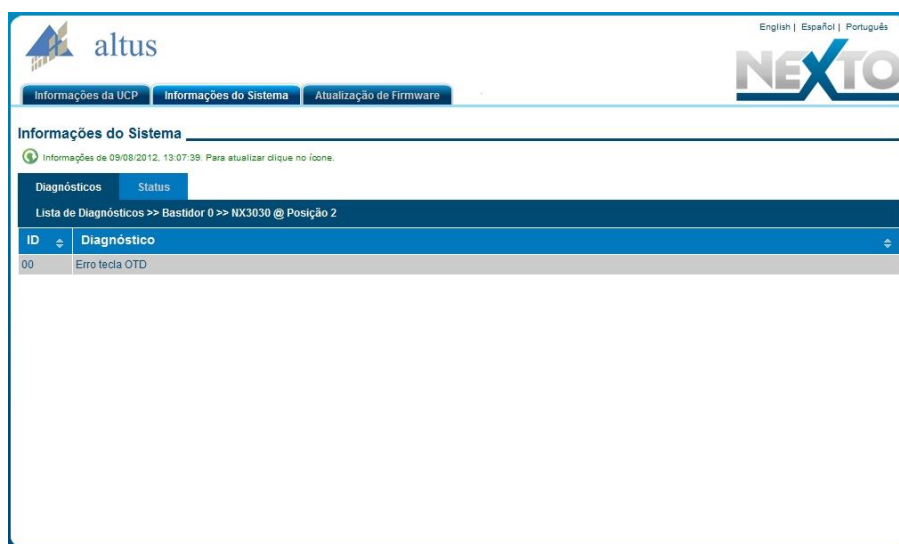 English | Español | Português
altus
NEXTO
Informações da UCP
Informações do Sistema
Atualização de Firmware
Informações do Sistema
Informações de 09/08/2012, 13:07:39. Para atualizar clique no ícone.
Diagnósticos
Status
Lista de Diagnósticos >> Bastidor 0 >> NX3030 @ Posição 2
ID
Diagnóstico
00
Erro tecla OTD